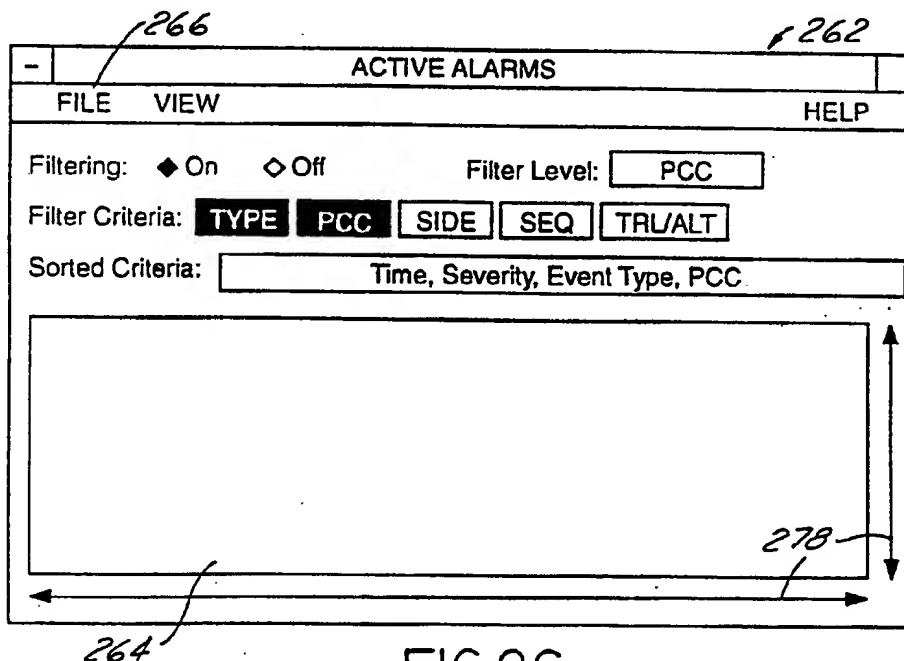 266
262
- ACTIVE ALARMS
FILE VIEW HELP
Filtering: ◆ On ◇ Off Filter Level: PCC
Filter Criteria: TYPE PCC SIDE SEQ TRL/ALT
Sorted Criteria: Time, Severity, Event Type, PCC
278
264